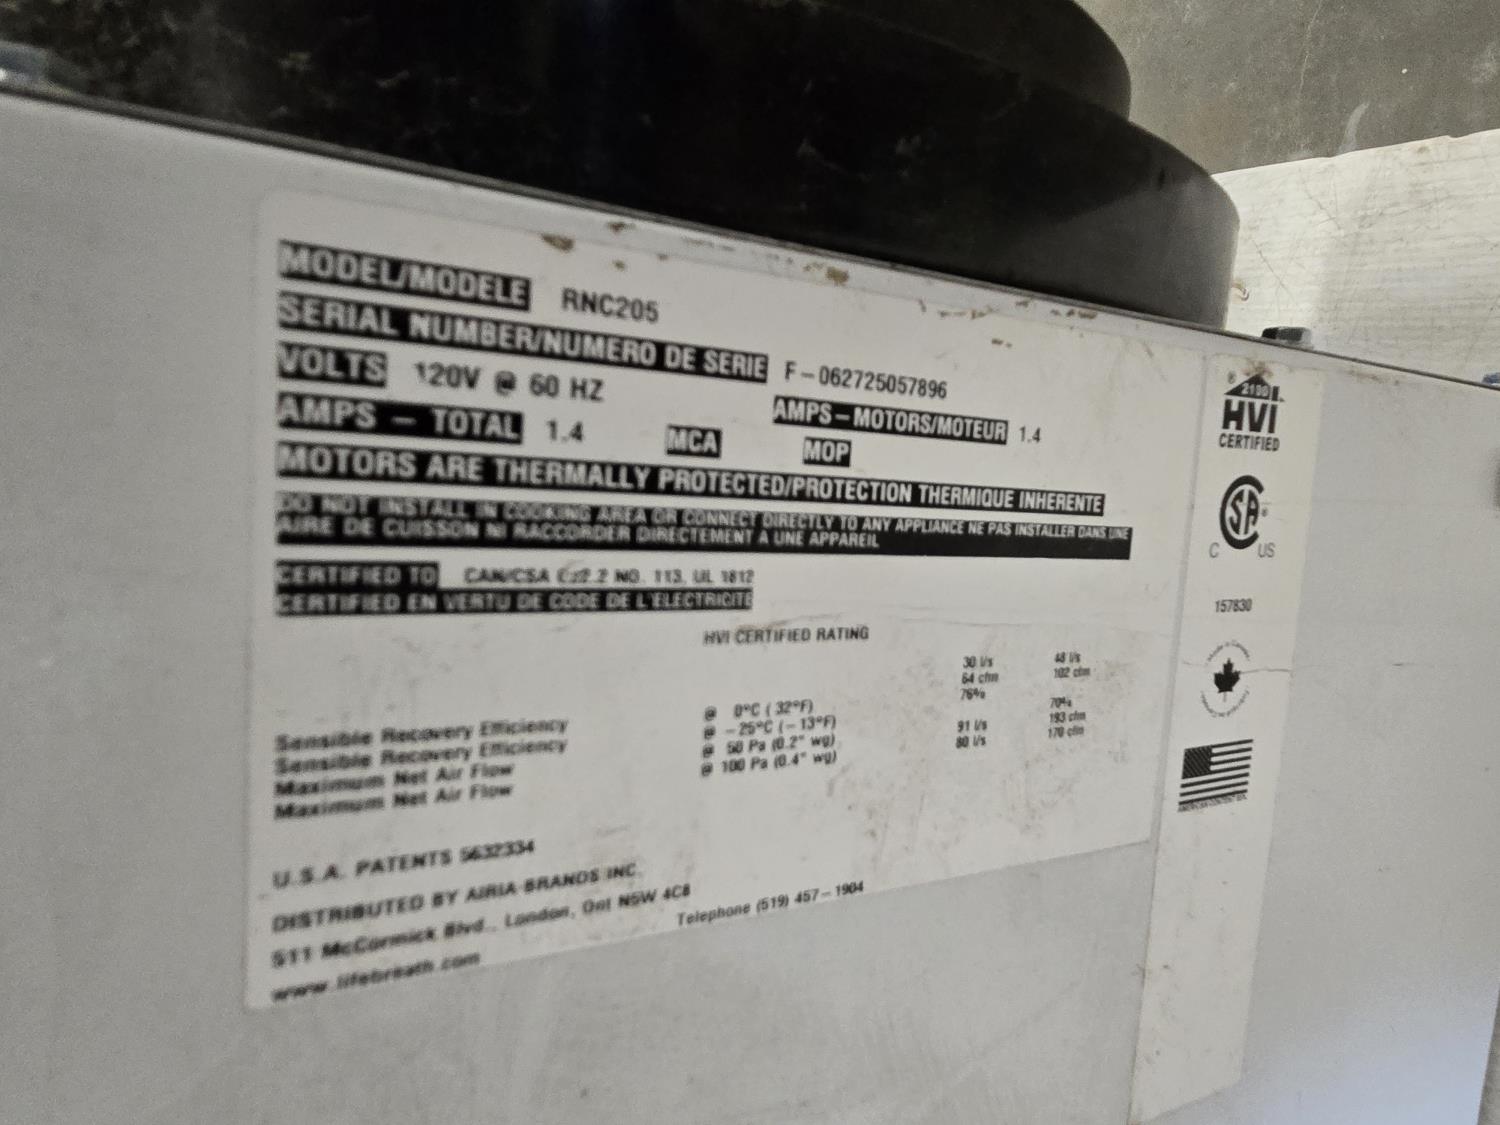 MODEL/MODELE RNC205
SERIAL NUMBER/NUMERO DE SERIE F-062725057896
VOLTS 120V @ 60 HZ
AMPS - TOTAL 1.4 MCA MOP AMPS-MOTORS/MOTEUR 1.4
MOTORS ARE THERMALLY PROTECTED/PROTECTION THERMIQUE INHERENTE
DO NOT INSTALL IN COOKING AREA OR CONNECT DIRECTLY TO ANY APPLIANCE NE PAS INSTALLER DANS UNE
AIRE DE CUISSON NI RACCORDER DIRECTEMENT A UNE APPAREIL
CERTIFIED TO CAN/CSA C22.2 NO. 113, UL 1812
CERTIFIED EN VERTU DE CODE DE L'ELECTRICITE
HVI CERTIFIED RATING
30 l/s 48 l/s
64 cfm 102 cfm
Sensible Recovery Efficiency @ 0°C (32°F) 76% 70%
Sensible Recovery Efficiency @ -25°C (-13°F)
Maximum Net Air Flow @ 50 Pa (0.2" wg) 91 l/s 193 cfm
Maximum Net Air Flow @ 100 Pa (0.4" wg) 80 l/s 170 cfm
U.S.A. PATENTS 5632334
DISTRIBUTED BY AIRIA BRANDS INC.
511 McCormick Blvd., London, Ont N5W 4C8
www.lifebreath.com Telephone (519) 457-1904
® 2100
HVI
CERTIFIED
SA®
C US
157830